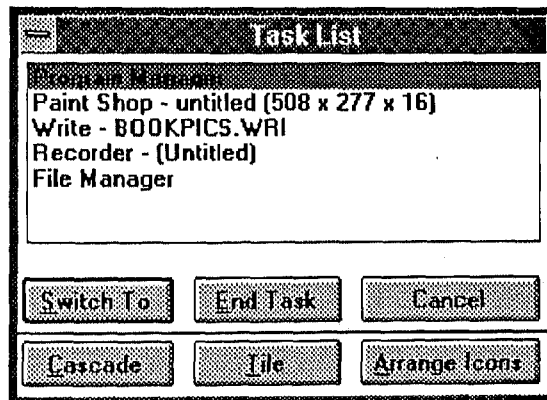 Task List
Program Manager
Paint Shop - untitled (508 x 277 x 16)
Write - BOOKPICS.WRI
Recorder - (Untitled)
File Manager
Switch To End Task Cancel
Cascade Tile Arrange Icons